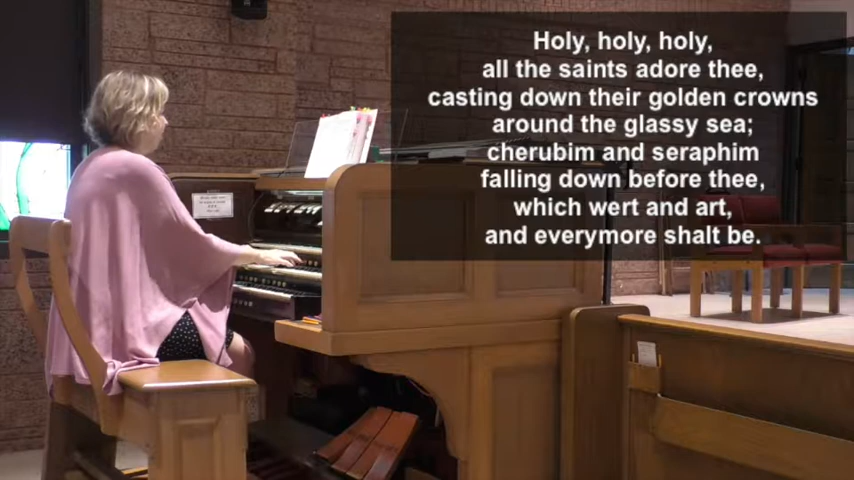 Holy, holy, holy,
all the saints adore thee,
casting down their golden crowns
around the glassy sea;
cherubim and seraphim
falling down before thee,
which wert and art,
and everymore shalt be.